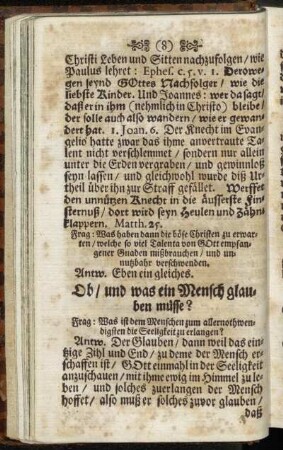 (8)
Christi Leben und Sitten nachzufolgen / wie
Paulus lehret: Ephes. c. 5. v. 1. Derowe-
gen seynd GOttes Nachfolger / wie die
liebste Kinder. Und Joannes: wer da sagt/
daß er in ihm (nehmlich in Christo) bleibe/
der solle auch also wandern / wie er gewan-
dert hat. 1. Joan. 6. Der Knecht im Evan-
gelio hatte zwar das ihme anvertraute Ta-
lent nicht verschlemmet / sondern nur allein
unter die Erden vergraben / und gewinnloß
seyn lassen / und gleichwohl wurde diß Ur-
theil über ihn zur Straff gefället. Werffet
den unnützen Knecht in die äusserste Fin-
sternuß / dort wird seyn Heulen und Zähn-
klappern. Matth. 25.
Frag: Was haben dann die böse Christen zu erwar-
ten / welche so viel Talenta von GOtt empfan-
gener Gnaden mißbrauchen / und un-
nutzbahr verschwenden.
Antw. Eben ein gleiches.
Ob / und was ein Mensch glau-
ben müsse?
Frag: Was ist dem Menschen zum allernothwen-
digsten die Seeligkeit zu erlangen?
Antw. Der Glauben / dann weil das ein-
tzige Zihl und End / zu deme der Mensch er-
schaffen ist / GOtt einmahl in der Seeligkeit
anzuschauen / mit ihme ewig im Himmel zu le-
ben / und solches zuerlangen der Mensch
hoffet / also muß er solches zuvor glauben /
daß